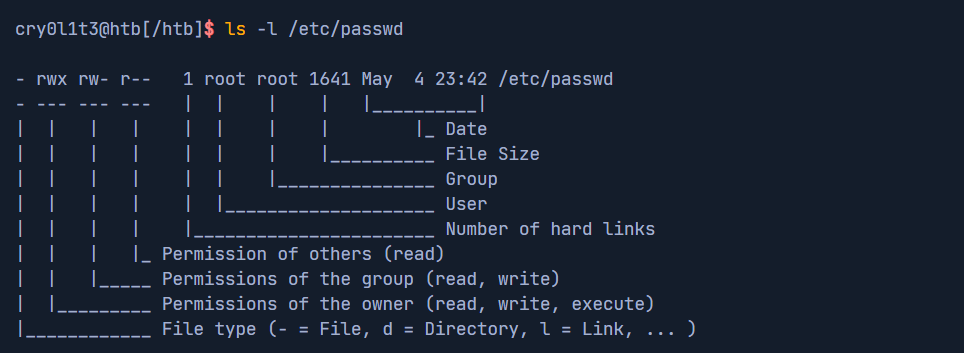 cry0l1t3@htb[/htb]$ ls -l /etc/passwd

- rwx rw- r--   1 root root 1641 May  4 23:42 /etc/passwd
- --- --- ---   |  |    |    |   |__________|
|  |   |   |    |  |    |    |        |_ Date
|  |   |   |    |  |    |    |__________ File Size
|  |   |   |    |  |    |_______________ Group
|  |   |   |    |  |____________________ User
|  |   |   |    |_______________________ Number of hard links
|  |   |   |_ Permission of others (read)
|  |   |_____ Permissions of the group (read, write)
|  |_________ Permissions of the owner (read, write, execute)
|____________ File type (- = File, d = Directory, l = Link, ... )